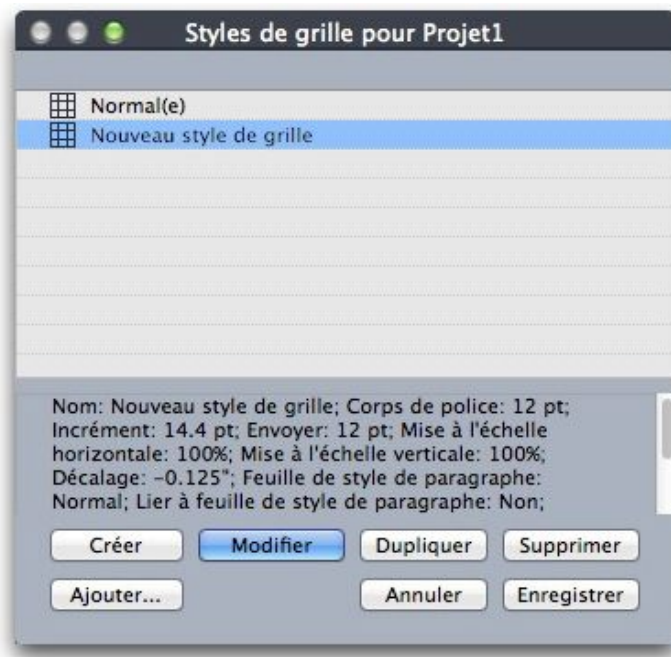 Styles de grille pour Projet1
Normal(e)
Nouveau style de grille
Nom: Nouveau style de grille; Corps de police: 12 pt;
Incrément: 14.4 pt; Envoyer: 12 pt; Mise à l'échelle
horizontale: 100%; Mise à l'échelle verticale: 100%;
Décalage: -0.125"; Feuille de style de paragraphe:
Normal; Lier à feuille de style de paragraphe: Non;
Créer Modifier Dupliquer Supprimer
Ajouter... Annuler Enregistrer